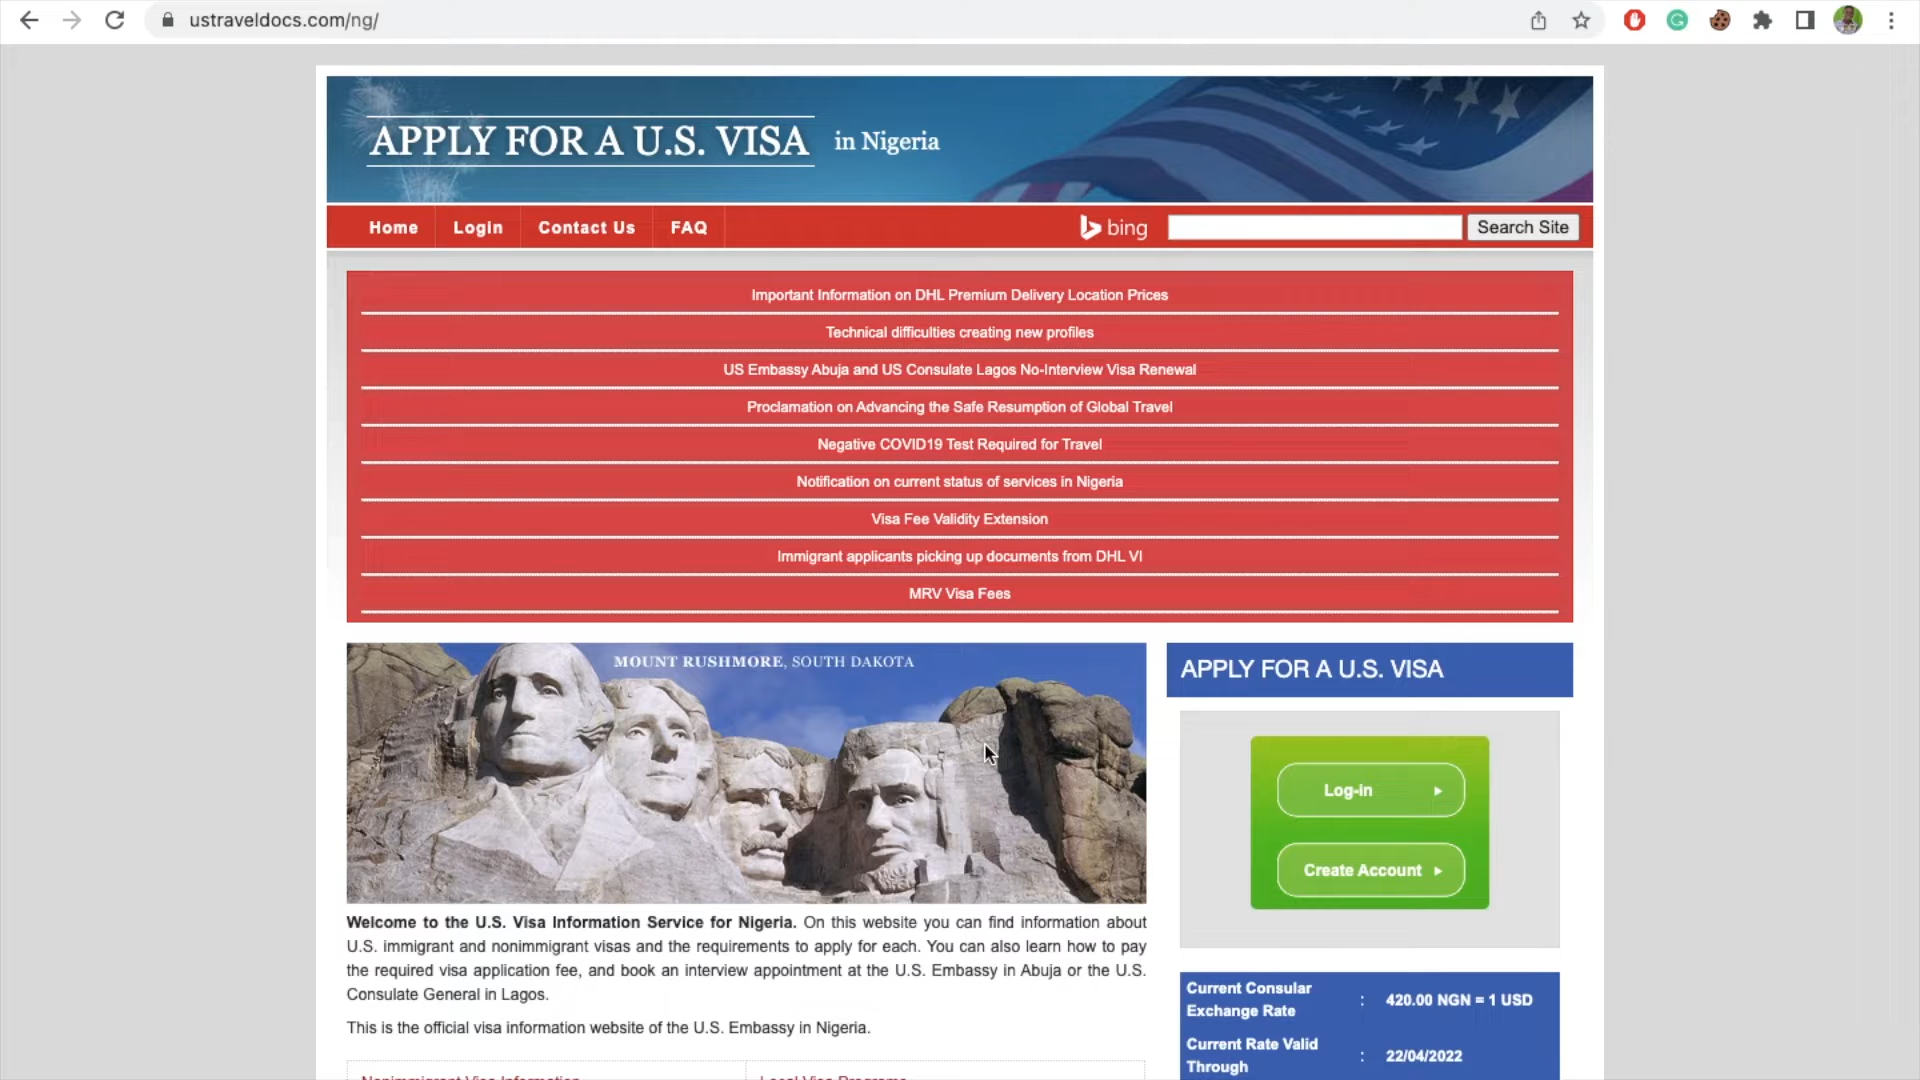 ustraveldocs.com/ng/
APPLY FOR A U.S. VISA in Nigeria
Home Login Contact Us FAQ bing Search Site
Important Information on DHL Premium Delivery Location Prices
Technical difficulties creating new profiles
US Embassy Abuja and US Consulate Lagos No-Interview Visa Renewal
Proclamation on Advancing the Safe Resumption of Global Travel
Negative COVID19 Test Required for Travel
Notification on current status of services in Nigeria
Visa Fee Validity Extension
Immigrant applicants picking up documents from DHL VI
MRV Visa Fees
MOUNT RUSHMORE, SOUTH DAKOTA
Welcome to the U.S. Visa Information Service for Nigeria. On this website you can find information about
U.S. immigrant and nonimmigrant visas and the requirements to apply for each. You can also learn how to pay
the required visa application fee, and book an interview appointment at the U.S. Embassy in Abuja or the U.S.
Consulate General in Lagos.
This is the official visa information website of the U.S. Embassy in Nigeria.
Nonimmigrant Visa Information Local Visa Programs
APPLY FOR A U.S. VISA
Log-in
Create Account
Current Consular
Exchange Rate : 420.00 NGN = 1 USD
Current Rate Valid
Through : 22/04/2022